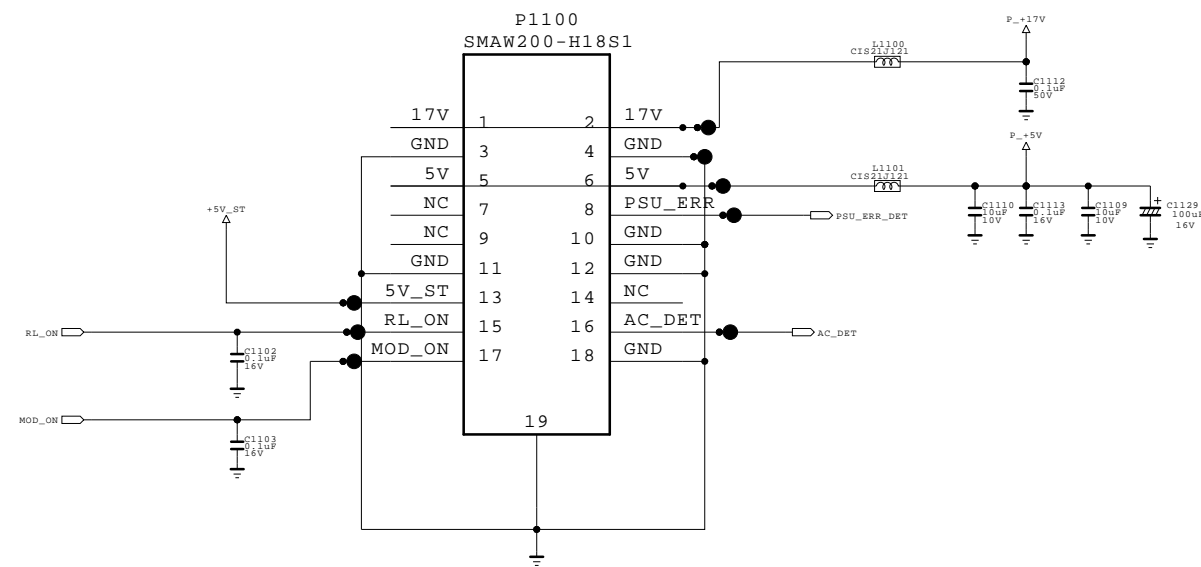 P1100
SMAW200-H18S1
P_+17V
L1100
CIS21J121
C1112
0.1uF
50V
17V 1 2 17V
GND 3 4 GND
P_+5V
5V 5 6 5V
L1101
CIS21J121
NC 7 8 PSU_ERR
PSU_ERR_DET
C1110
10uF
10V
C1113
0.1uF
16V
C1109
10uF
10V
+
C1129
100uF
16V
+5V_ST
NC 9 10 GND
GND 11 12 GND
5V_ST 13 14 NC
RL_ON
RL_ON 15 16 AC_DET
AC_DET
C1102
0.1uF
16V
MOD_ON 17 18 GND
MOD_ON
C1103
0.1uF
16V
19